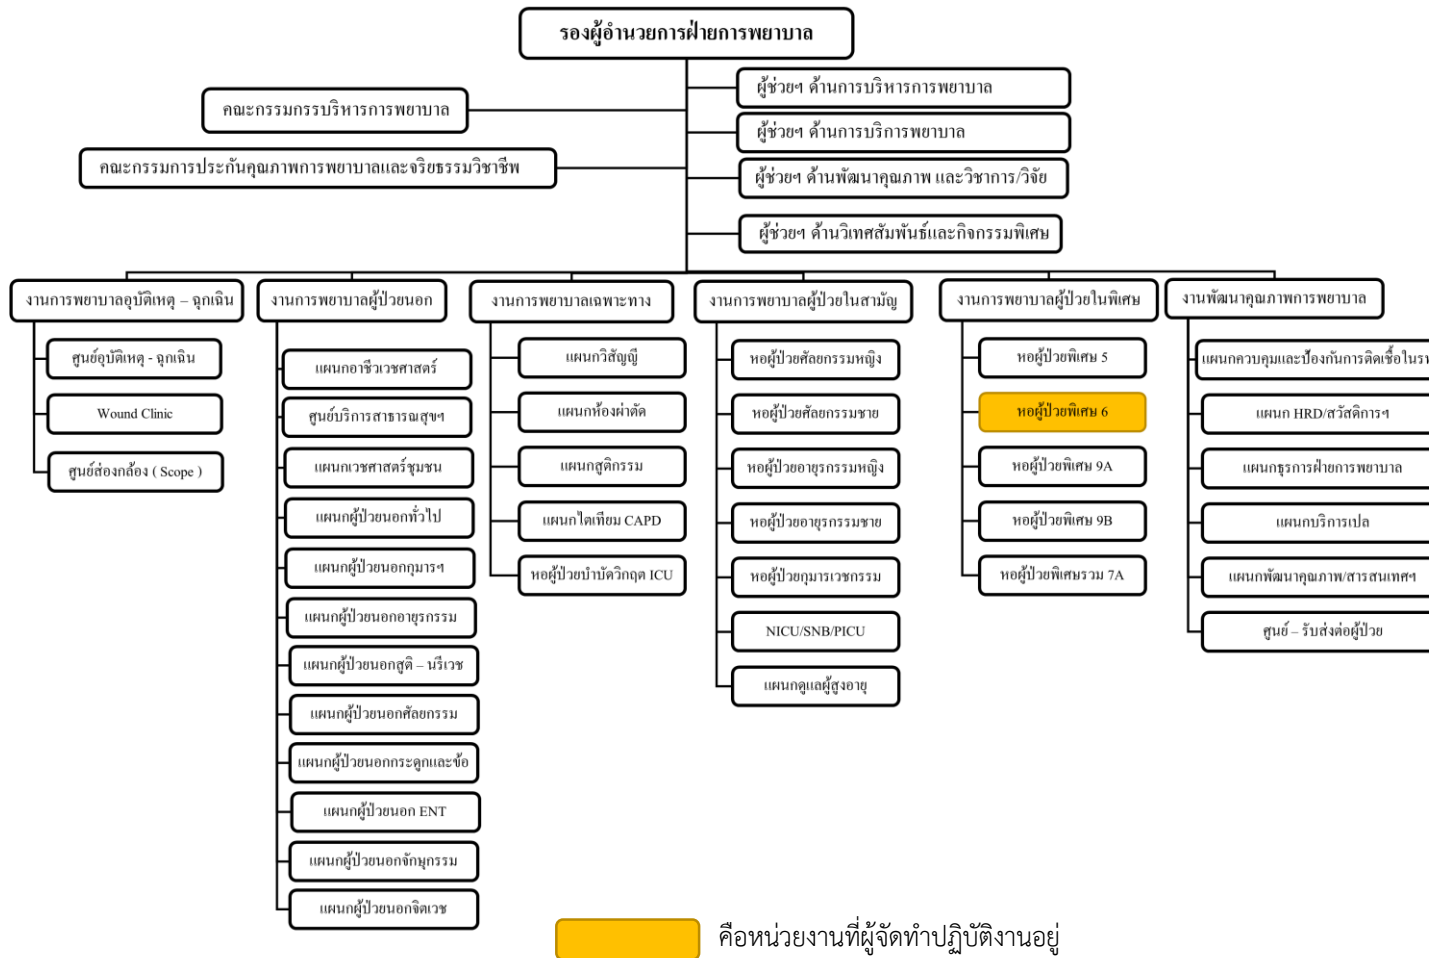 รองผู้อำนวยการฝ่ายการพยาบาล
ผู้ช่วยฯ ด้านการบริหารการพยาบาล
คณะกรรมกรรบริหารการพยาบาล
ผู้ช่วยฯ ด้านการบริการพยาบาล
คณะกรรมการประกันคุณภาพการพยาบาลและจริยธรรมวิชาชีพ
ผู้ช่วยฯ ด้านพัฒนาคุณภาพ และวิชาการ/วิจัย
ผู้ช่วยฯ ด้านวิเทศสัมพันธ์และกิจกรรมพิเศษ
งานการพยาบาลอุบัติเหตุ – ฉุกเฉิน
ศูนย์อุบัติเหตุ - ฉุกเฉิน
Wound Clinic
ศูนย์ส่องกล้อง ( Scope )
งานการพยาบาลผู้ป่วยนอก
แผนกอาชีวเวชศาสตร์
ศูนย์บริการสาธารณสุขฯ
แผนกเวชศาสตร์ชุมชน
แผนกผู้ป่วยนอกทั่วไป
แผนกผู้ป่วยนอกกุมารฯ
แผนกผู้ป่วยนอกอายุรกรรม
แผนกผู้ป่วยนอกสูติ – นรีเวช
แผนกผู้ป่วยนอกศัลยกรรม
แผนกผู้ป่วยนอกกระดูกและข้อ
แผนกผู้ป่วยนอก ENT
แผนกผู้ป่วยนอกจักษุกรรม
แผนกผู้ป่วยนอกจิตเวช
งานการพยาบาลเฉพาะทาง
แผนกวิสัญญี
แผนกห้องผ่าตัด
แผนกสูติกรรม
แผนกไตเทียม CAPD
หอผู้ป่วยบำบัดวิกฤต ICU
งานการพยาบาลผู้ป่วยในสามัญ
หอผู้ป่วยศัลยกรรมหญิง
หอผู้ป่วยศัลยกรรมชาย
หอผู้ป่วยอายุรกรรมหญิง
หอผู้ป่วยอายุรกรรมชาย
หอผู้ป่วยกุมารเวชกรรม
NICU/SNB/PICU
แผนกดูแลผู้สูงอายุ
งานการพยาบาลผู้ป่วยในพิเศษ
หอผู้ป่วยพิเศษ 5
หอผู้ป่วยพิเศษ 6
หอผู้ป่วยพิเศษ 9A
หอผู้ป่วยพิเศษ 9B
หอผู้ป่วยพิเศษรวม 7A
งานพัฒนาคุณภาพการพยาบาล
แผนกควบคุมและป้องกันการติดเชื้อในรพ
แผนก HRD/สวัสดิการฯ
แผนกธุรการฝ่ายการพยาบาล
แผนกบริการเปล
แผนกพัฒนาคุณภาพ/สารสนเทศฯ
ศูนย์ – รับส่งต่อผู้ป่วย
คือหน่วยงานที่ผู้จัดทำปฏิบัติงานอยู่